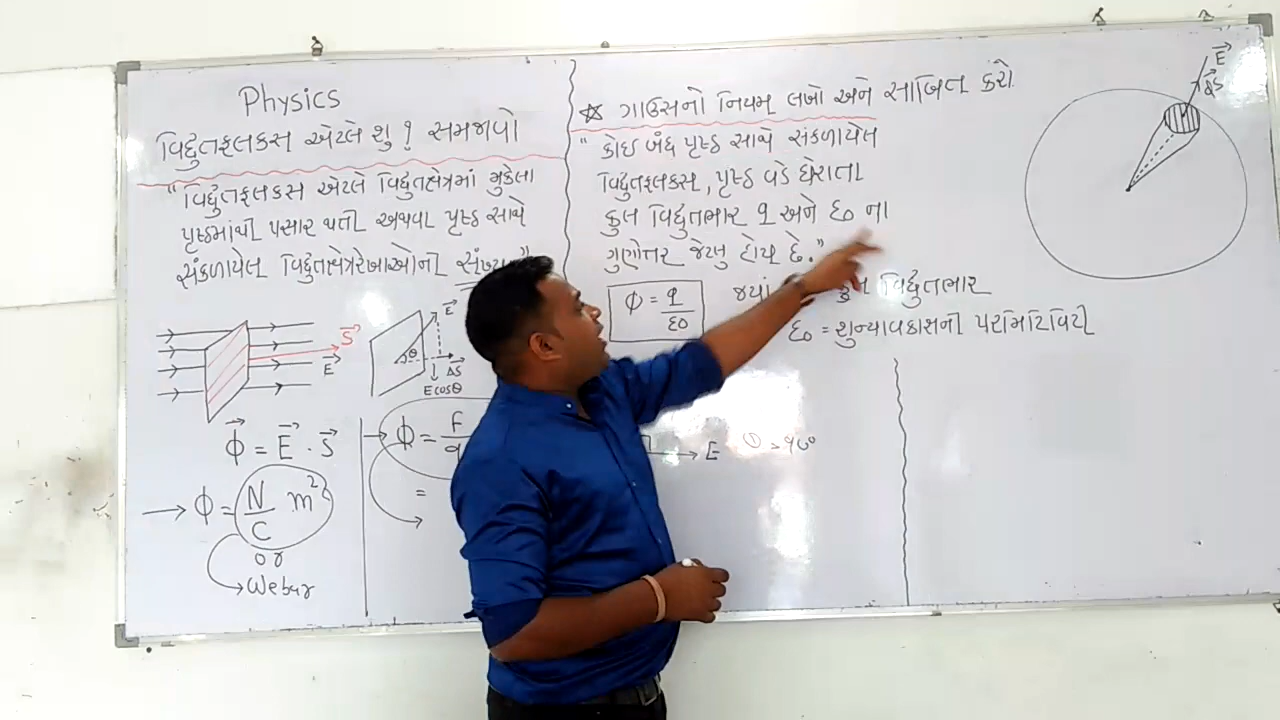 Physics
વિદ્યુતફ્લક્સ એટલે શુ ? સમજાવો
"વિદ્યુતફ્લક્સ એટલે વિદ્યુતક્ષેત્રમાં મુકેલા
પૃષ્ઠમાંથી પસાર થતી અથવા પૃષ્ઠ સાથે
સંકળાયેલ વિદ્યુતક્ષેત્રરેખાઓની
S⃗
E⃗
E⃗
θ
ΔS⃗
E cosθ
Φ⃗ = E⃗ . S⃗
→ ϕ = N/C m²
or
Weber
→ ϕ = F
=
☆ ગાઉસનો નિયમ લખો અને સાબિત કરો.
" કોઇ બંધ પૃષ્ઠ સાથે સંકળાયેલ
વિદ્યુતફ્લક્સ, પૃષ્ઠ વડે ઘેરાતા
કુલ વિદ્યુતભાર q અને ε₀ ના
ગુણોત્તર જેટલુ હોય છે."
ϕ = q/ε₀
જ્યાં કુલ વિદ્યુતભાર
ε₀ = શુન્યાવકાશની પરમિટિવિટી
E
E⃗
ΔS⃗